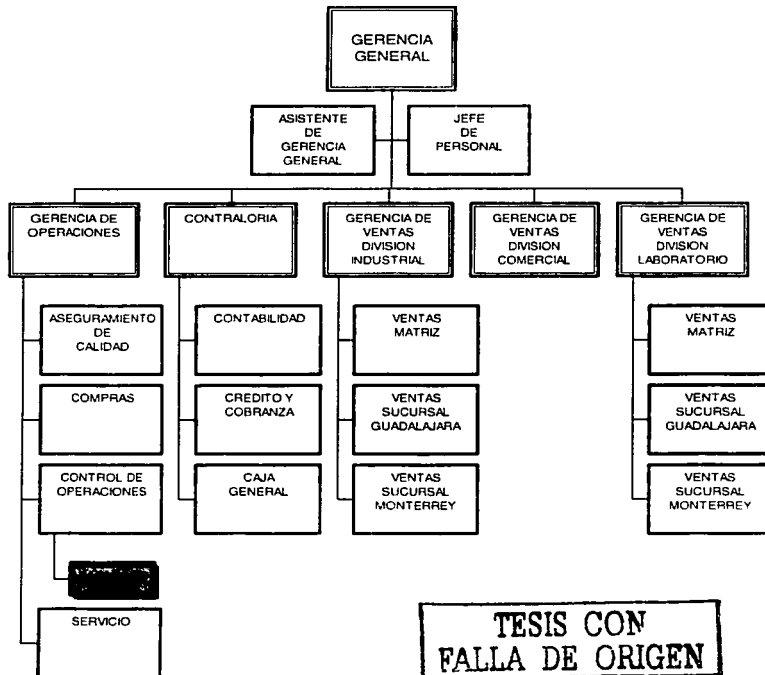 GERENCIA
GENERAL
ASISTENTE
DE
GERENCIA
GENERAL
JEFE
DE
PERSONAL
GERENCIA DE
OPERACIONES
CONTRALORIA
GERENCIA DE
VENTAS
DIVISION
INDUSTRIAL
GERENCIA DE
VENTAS
DIVISION
COMERCIAL
GERENCIA DE
VENTAS
DIVISION
LABORATORIO
ASEGURAMIENTO
DE
CALIDAD
CONTABILIDAD
VENTAS
MATRIZ
VENTAS
MATRIZ
COMPRAS
CREDITO Y
COBRANZA
VENTAS
SUCURSAL
GUADALAJARA
VENTAS
SUCURSAL
GUADALAJARA
CONTROL DE
OPERACIONES
CAJA
GENERAL
VENTAS
SUCURSAL
MONTERREY
VENTAS
SUCURSAL
MONTERREY
SERVICIO
TESIS CON
FALLA DE ORIGEN